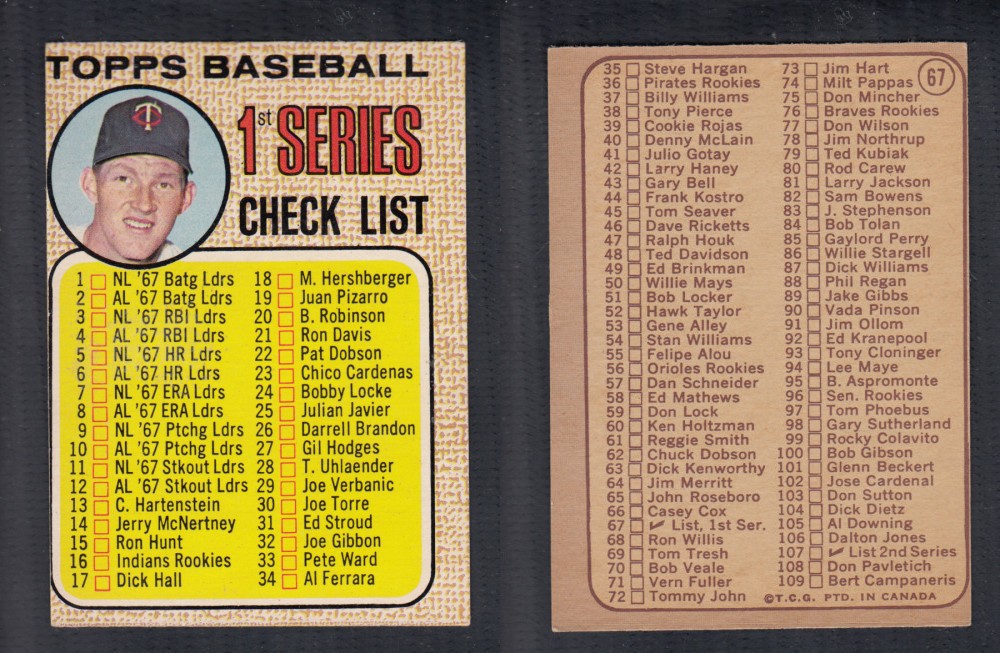 TOPPS BASEBALL
1st SERIES
CHECK LIST
1 NL '67 Batg Ldrs
2 AL '67 Batg Ldrs
3 NL '67 RBI Ldrs
4 AL '67 RBI Ldrs
5 NL '67 HR Ldrs
6 AL '67 HR Ldrs
7 NL '67 ERA Ldrs
8 AL '67 ERA Ldrs
9 NL '67 Ptchg Ldrs
10 AL '67 Ptchg Ldrs
11 NL '67 Stkout Ldrs
12 AL '67 Stkout Ldrs
13 C. Hartenstein
14 Jerry McNertney
15 Ron Hunt
16 Indians Rookies
17 Dick Hall
18 M. Hershberger
19 Juan Pizarro
20 B. Robinson
21 Ron Davis
22 Pat Dobson
23 Chico Cardenas
24 Bobby Locke
25 Julian Javier
26 Darrell Brandon
27 Gil Hodges
28 T. Uhlaender
29 Joe Verbanic
30 Joe Torre
31 Ed Stroud
32 Joe Gibbon
33 Pete Ward
34 Al Ferrara
67
35 Steve Hargan
36 Pirates Rookies
37 Billy Williams
38 Tony Pierce
39 Cookie Rojas
40 Denny McLain
41 Julio Gotay
42 Larry Haney
43 Gary Bell
44 Frank Kostro
45 Tom Seaver
46 Dave Ricketts
47 Ralph Houk
48 Ted Davidson
49 Ed Brinkman
50 Willie Mays
51 Bob Locker
52 Hawk Taylor
53 Gene Alley
54 Stan Williams
55 Felipe Alou
56 Orioles Rookies
57 Dan Schneider
58 Ed Mathews
59 Don Lock
60 Ken Holtzman
61 Reggie Smith
62 Chuck Dobson
63 Dick Kenworthy
64 Jim Merritt
65 John Roseboro
66 Casey Cox
67 ✓ List, 1st Ser.
68 Ron Willis
69 Tom Tresh
70 Bob Veale
71 Vern Fuller
72 Tommy John
73 Jim Hart
74 Milt Pappas
75 Don Mincher
76 Braves Rookies
77 Don Wilson
78 Jim Northrup
79 Ted Kubiak
80 Rod Carew
81 Larry Jackson
82 Sam Bowens
83 J. Stephenson
84 Bob Tolan
85 Gaylord Perry
86 Willie Stargell
87 Dick Williams
88 Phil Regan
89 Jake Gibbs
90 Vada Pinson
91 Jim Ollom
92 Ed Kranepool
93 Tony Cloninger
94 Lee Maye
95 B. Aspromonte
96 Sen. Rookies
97 Tom Phoebus
98 Gary Sutherland
99 Rocky Colavito
100 Bob Gibson
101 Glenn Beckert
102 Jose Cardenal
103 Don Sutton
104 Dick Dietz
105 Al Downing
106 Dalton Jones
107 ✓ List 2nd Series
108 Don Pavletich
109 Bert Campaneris
©T.C.G. PTD. IN CANADA